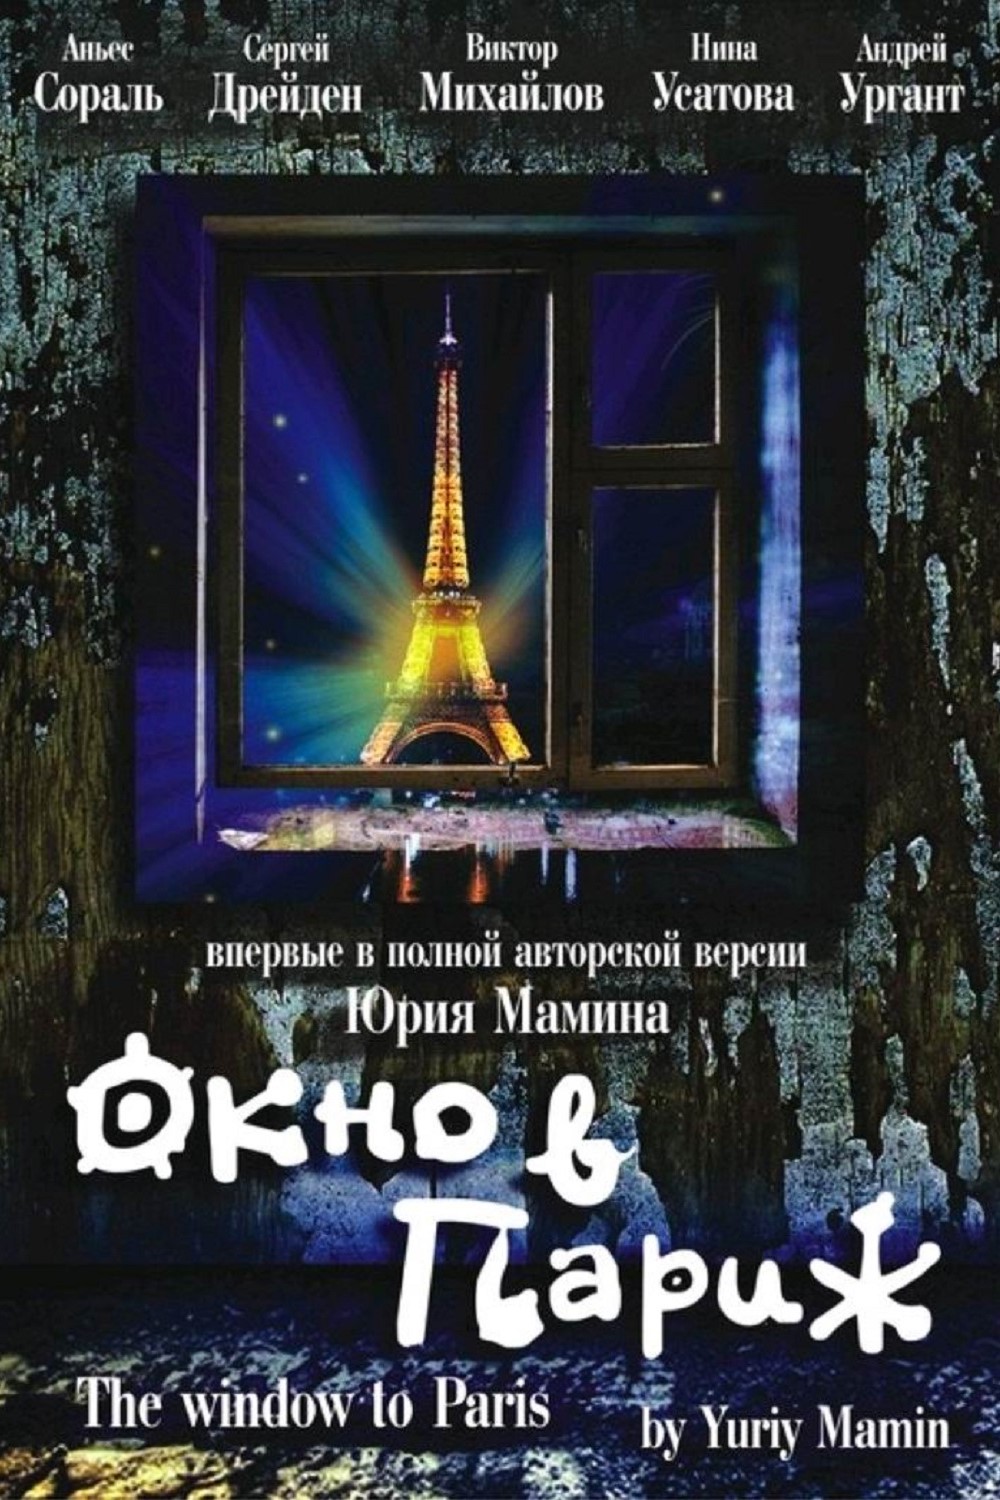 Аньес Сергей Виктор Нина Андрей
Сораль Дрейден Михайлов Усатова Ургант
впервые в полной авторской версии
Юрия Мамина
Окно в
Париж
The window to Paris
by Yuriy Mamin